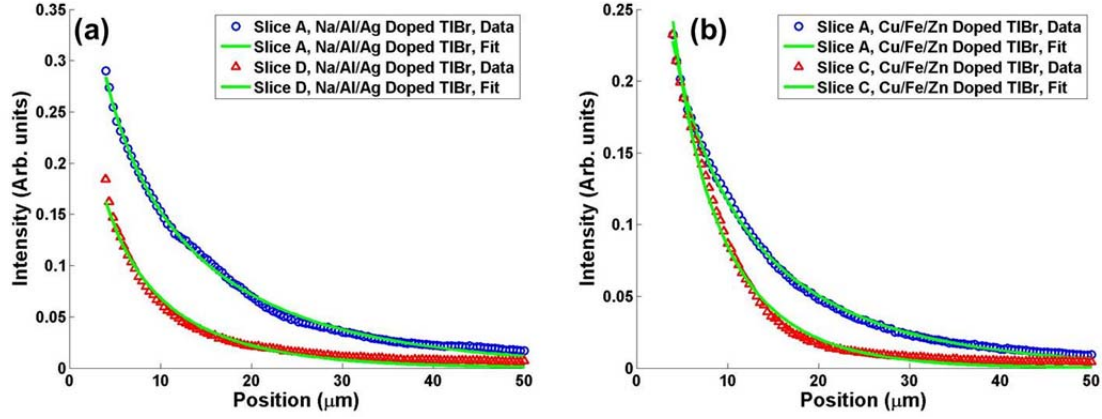 (a)
Slice A, Na/Al/Ag Doped TlBr, Data
Slice A, Na/Al/Ag Doped TlBr, Fit
Slice D, Na/Al/Ag Doped TlBr, Data
Slice D, Na/Al/Ag Doped TlBr, Fit
0.35
0.3
0.25
0.2
0.15
0.1
0.05
0
Intensity (Arb. units)
0 10 20 30 40 50
Position (μm)
(b)
Slice A, Cu/Fe/Zn Doped TlBr, Data
Slice A, Cu/Fe/Zn Doped TlBr, Fit
Slice C, Cu/Fe/Zn Doped TlBr, Data
Slice C, Cu/Fe/Zn Doped TlBr, Fit
0.25
0.2
0.15
0.1
0.05
0
Intensity (Arb. units)
0 10 20 30 40 50
Position (μm)